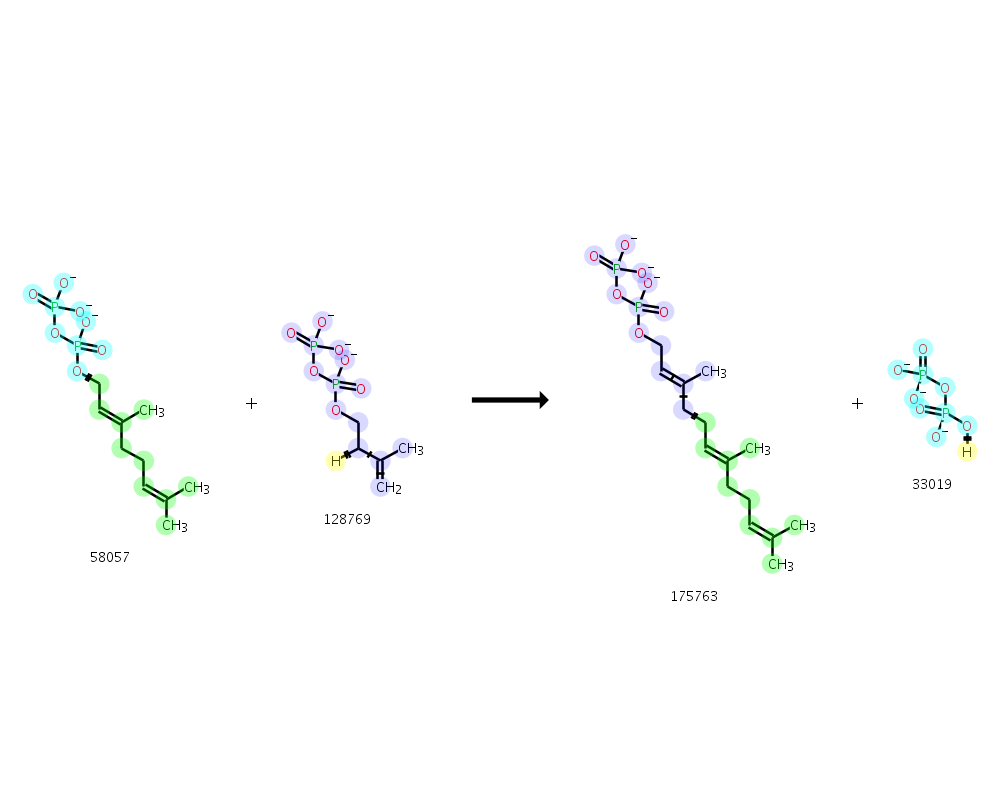 O⁻
O P O⁻
O⁻
O P O
O
CH₃
CH₃
CH₃
58057
+
O⁻
O P O⁻
O⁻
O P O
O
H CH₃
CH₂
128769
O⁻
O P O⁻
O⁻
O P O
O
CH₃
CH₃
CH₃
CH₃
175763
+
O
⁻O P O
O⁻
O P O
O⁻
H
33019